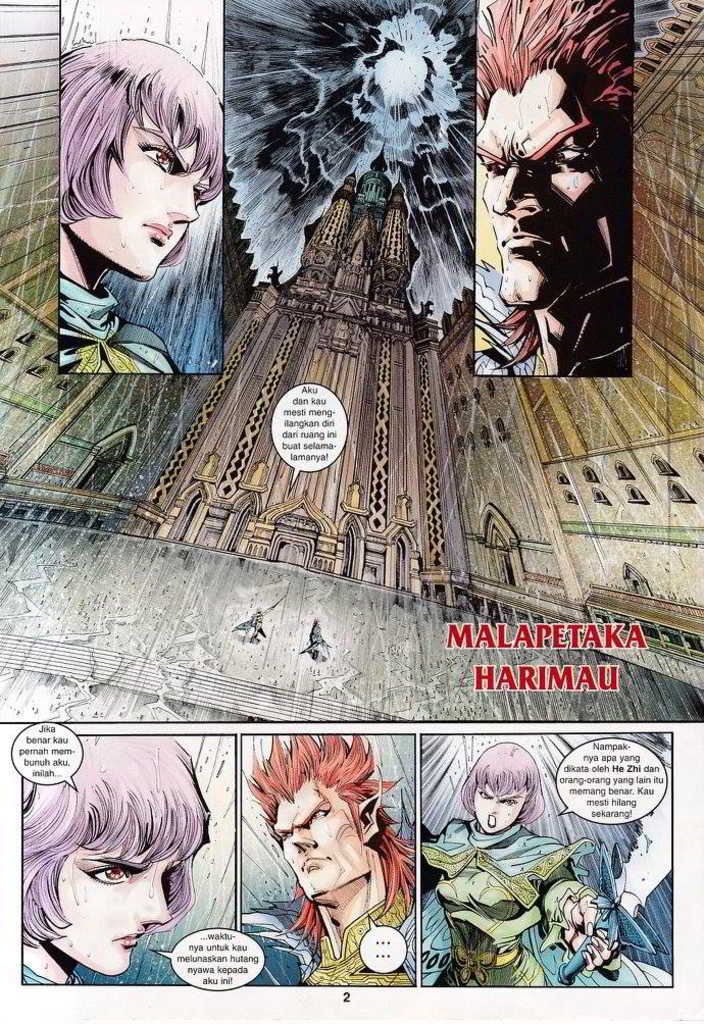 Aku
dan kau
mesti meng-
ilangkan diri
dari ruang ini
buat selama-
lamanya!
MALAPETAKA
HARIMAU
Jika
benar kau
pernah mem-
bunuh aku,
inilah...
...waktu-
nya untuk kau
melunaskan hutang
nyawa kepada
aku ini!
...
...
Nampak-
nya apa yang
dikata oleh He Zhi dan
orang-orang yang lain itu
memang benar. Kau
mesti hilang
sekarang!
2